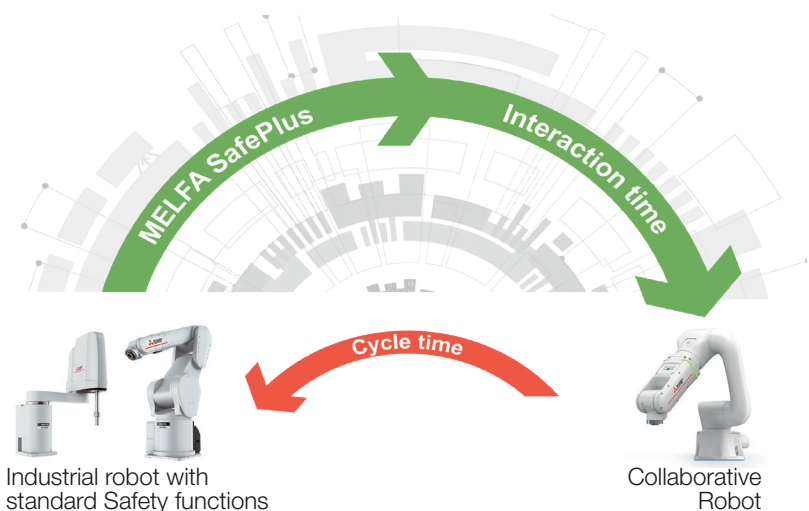 MELFA SafePlus
Interaction time
Cycle time
Industrial robot with
standard Safety functions
Collaborative
Robot